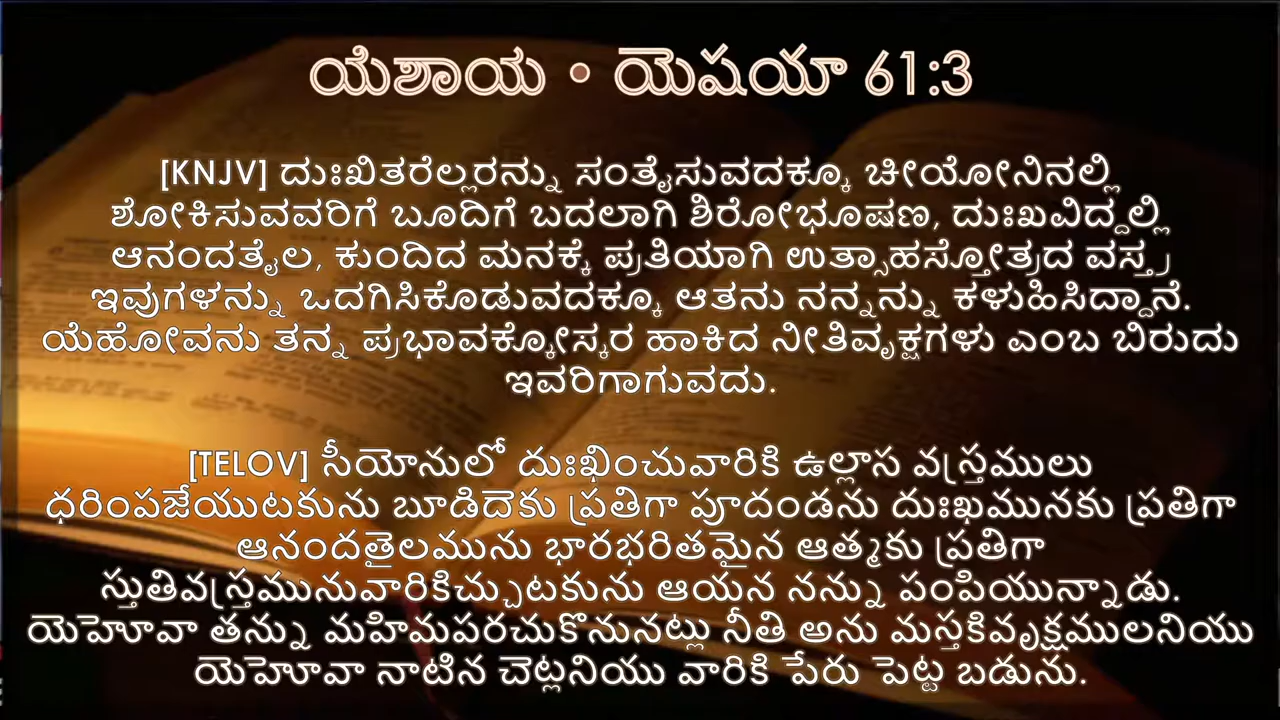 ಯೆಶಾಯ • యెషయా 61:3
[KNJV] ದುಃಖಿತರೆಲ್ಲರನ್ನು ಸಂತೈಸುವದಕ್ಕೂ ಚೀಯೋನಿನಲ್ಲಿ
ಶೋಕಿಸುವವರಿಗೆ ಬೂದಿಗೆ ಬದಲಾಗಿ ಶಿರೋಭೂಷಣ, ದುಃಖವಿದ್ದಲ್ಲಿ
ಆನಂದತೈಲ, ಕುಂದಿದ ಮನಕ್ಕೆ ಪ್ರತಿಯಾಗಿ ಉತ್ಸಾಹಸ್ತೋತ್ರದ ವಸ್ತ್ರ
ಇವುಗಳನ್ನು ಒದಗಿಸಿಕೊಡುವದಕ್ಕೂ ಆತನು ನನ್ನನ್ನು ಕಳುಹಿಸಿದ್ದಾನೆ.
ಯೆಹೋವನು ತನ್ನ ಪ್ರಭಾವಕ್ಕೋಸ್ಕರ ಹಾಕಿದ ನೀತಿವೃಕ್ಷಗಳು ಎಂಬ ಬಿರುದು
ಇವರಿಗಾಗುವದು.
[TELOV] సీయోనులో దుఃఖించువారికి ఉల్లాస వస్త్రములు
ధరింపజేయుటకును బూడిదెకు ప్రతిగా పూదండను దుఃఖమునకు ప్రతిగా
ఆనందతైలమును భారభరితమైన ఆత్మకు ప్రతిగా
స్తుతివస్త్రమునువారికిచ్చుటకును ఆయన నన్ను పంపియున్నాడు.
యెహోవా తన్ను మహిమపరచుకొనునట్లు నీతి అను మస్తకివృక్షములనియు
యెహోవా నాటిన చెట్లనియు వారికి పేరు పెట్ట బడును.